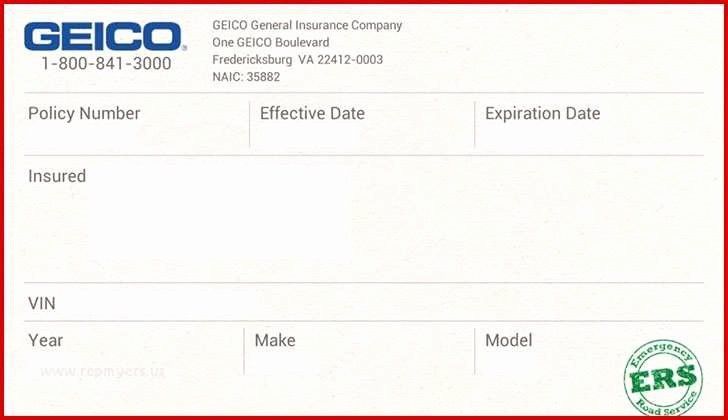 GEICO
1-800-841-3000
GEICO General Insurance Company
One GEICO Boulevard
Fredericksburg VA 22412-0003
NAIC: 35882
Policy Number
Effective Date
Expiration Date
Insured
VIN
Year
Make
Model
www.repmyers.us
Emergency
ERS
Road Service